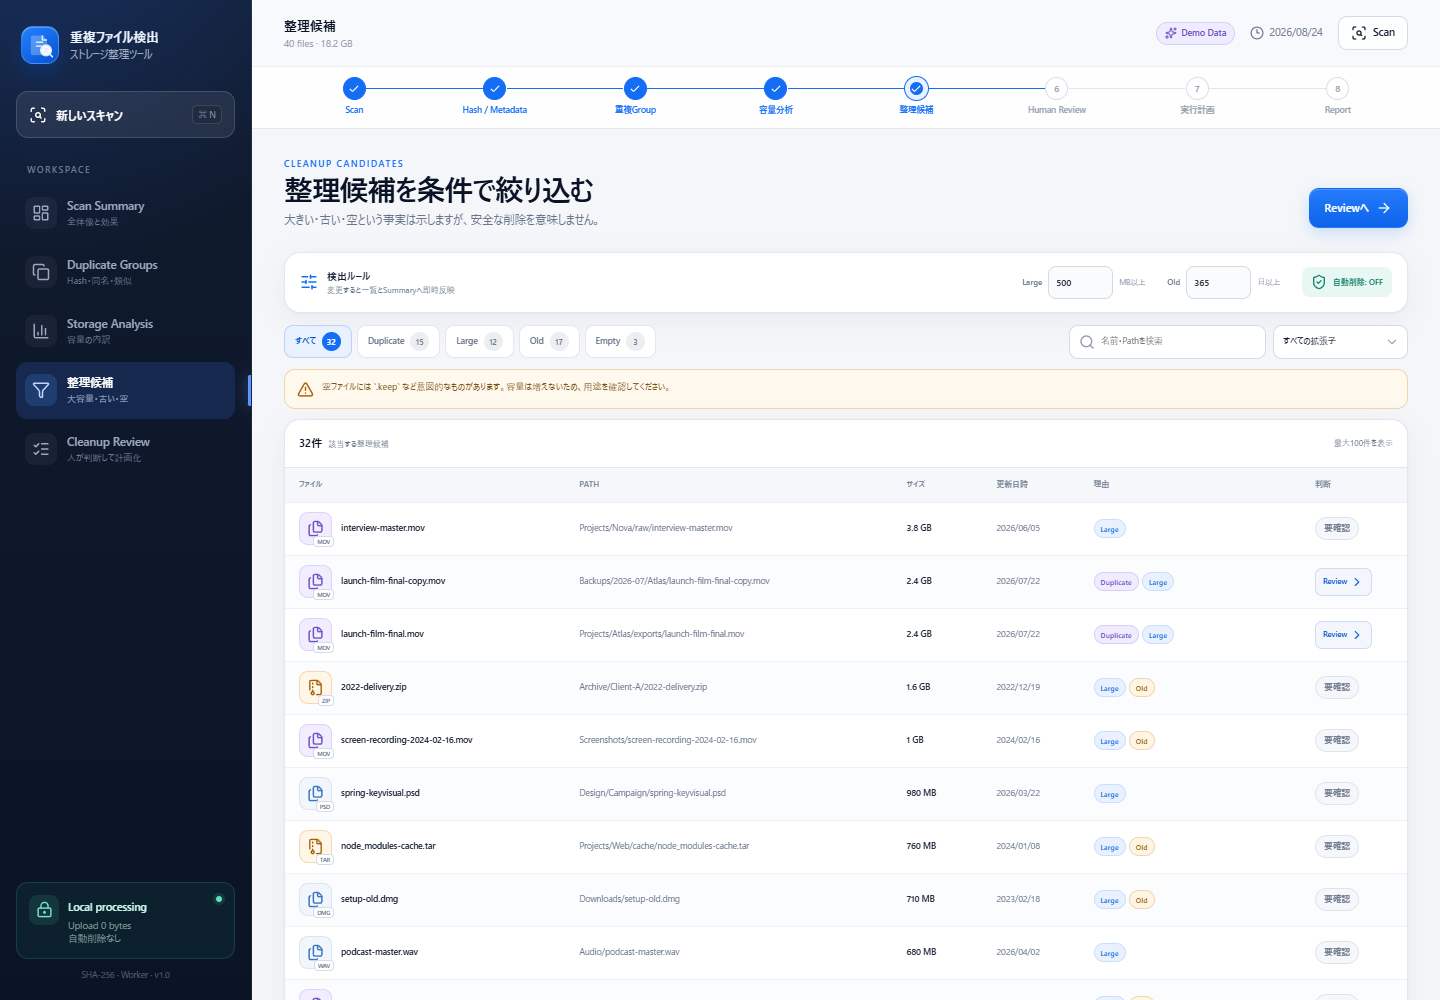 重複ファイル検出
ストレージ整理ツール
新しいスキャン
⌘ N
WORKSPACE
Scan Summary
全体像と効果
Duplicate Groups
Hash・同名・類似
Storage Analysis
容量の内訳
整理候補
大容量・古い・空
Cleanup Review
人が判断して計画化
Local processing
Upload 0 bytes
自動削除なし
SHA-256 · Worker · v1.0
整理候補
40 files · 18.2 GB
Demo Data
2026/08/24
Scan
Scan
Hash / Metadata
重複Group
容量分析
整理候補
6
Human Review
7
実行計画
8
Report
CLEANUP CANDIDATES
整理候補を条件で絞り込む
大きい・古い・空という事実は示しますが、安全な削除を意味しません。
Reviewへ
検出ルール
変更すると一覧とSummaryへ即時反映
Large 500 MB以上
Old 365 日以上
自動削除: OFF
すべて 32
Duplicate 15
Large 12
Old 17
Empty 3
名前・Pathを検索
すべての拡張子
空ファイルには `.keep` など意図的なものがあります。容量は増えないため、用途を確認してください。
32件 該当する整理候補
最大100件を表示
ファイル PATH サイズ 更新日時 理由 判断
MOV interview-master.mov Projects/Nova/raw/interview-master.mov 3.8 GB 2026/06/05 Large 要確認
MOV launch-film-final-copy.mov Backups/2026-07/Atlas/launch-film-final-copy.mov 2.4 GB 2026/07/22 Duplicate Large Review
MOV launch-film-final.mov Projects/Atlas/exports/launch-film-final.mov 2.4 GB 2026/07/22 Duplicate Large Review
ZIP 2022-delivery.zip Archive/Client-A/2022-delivery.zip 1.6 GB 2022/12/19 Large Old 要確認
MOV screen-recording-2024-02-16.mov Screenshots/screen-recording-2024-02-16.mov 1 GB 2024/02/16 Large Old 要確認
PSD spring-keyvisual.psd Design/Campaign/spring-keyvisual.psd 980 MB 2026/03/22 Large 要確認
TAR node_modules-cache.tar Projects/Web/cache/node_modules-cache.tar 760 MB 2024/01/08 Large Old 要確認
DMG setup-old.dmg Downloads/setup-old.dmg 710 MB 2023/02/18 Large Old 要確認
WAV podcast-master.wav Audio/podcast-master.wav 680 MB 2026/04/02 Large 要確認